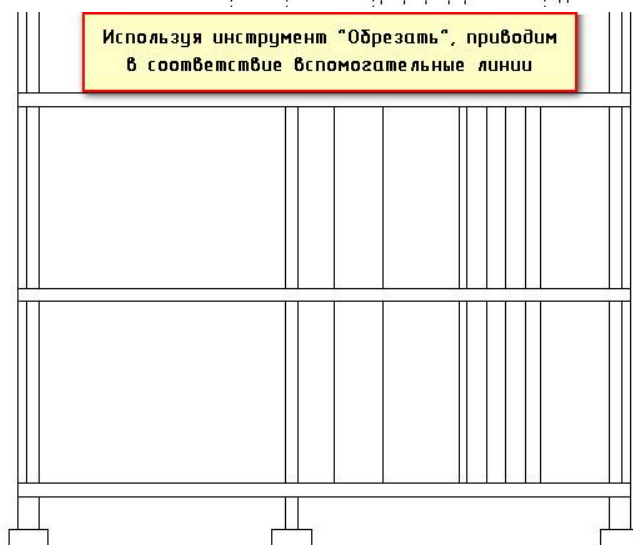 Используя инструмент "Обрезать", приводим
в соответствие вспомогательные линии